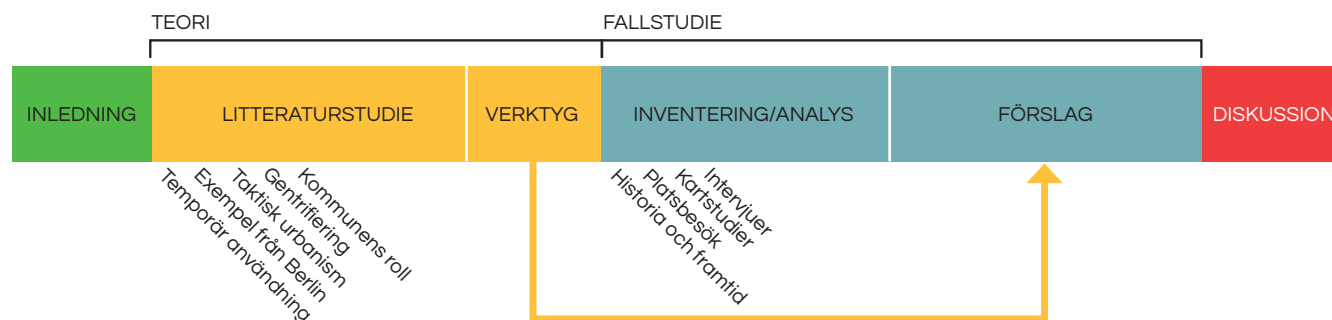 TEORI
FALLSTUDIE
INLEDNING
LITTERATURSTUDIE
VERKTYG
INVENTERING/ANALYS
FÖRSLAG
DISKUSSION
Temporär användning
Exempel från Berlin
Taktisk urbanism
Gentrifiering
Kommunens roll
Historia och framtid
Platsbesök
Kartstudier
Intervjuer